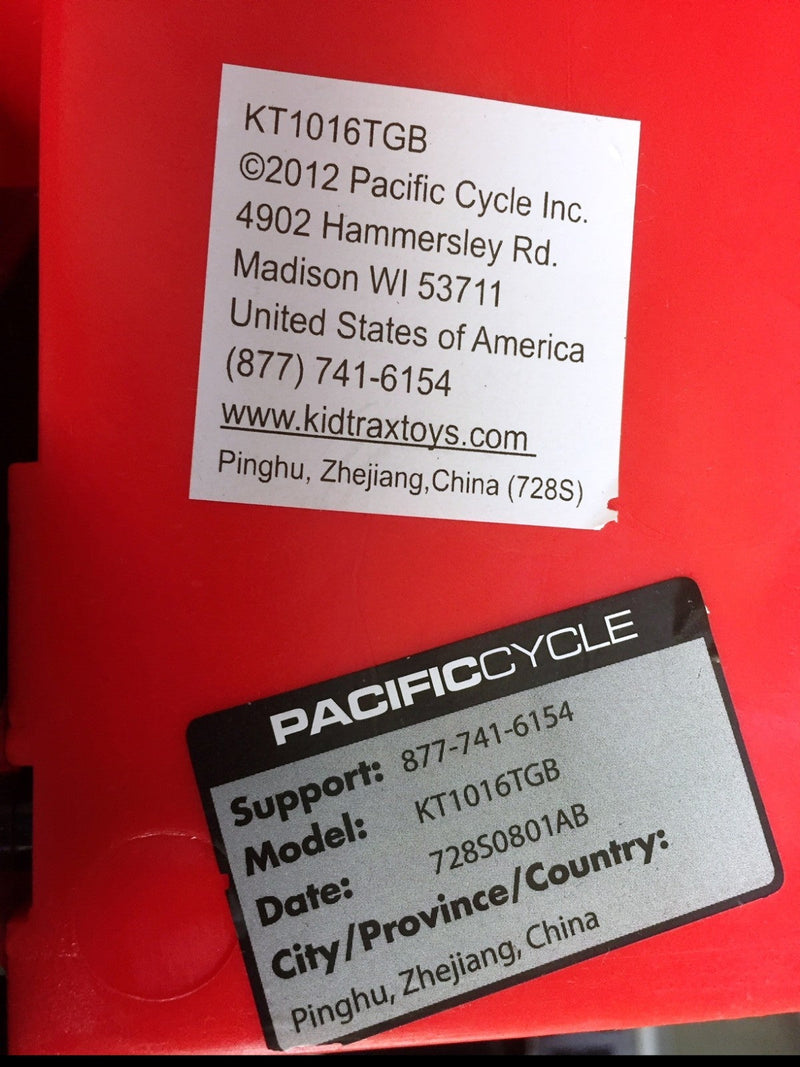 KT1016TGB
©2012 Pacific Cycle Inc.
4902 Hammersley Rd.
Madison WI 53711
United States of America
(877) 741-6154
www.kidtraxtoys.com
Pinghu, Zhejiang,China (728S)
PACIFICCYCLE
Support: 877-741-6154
Model: KT1016TGB
Date: 728S0801AB
City/Province/Country:
Pinghu, Zhejiang, China